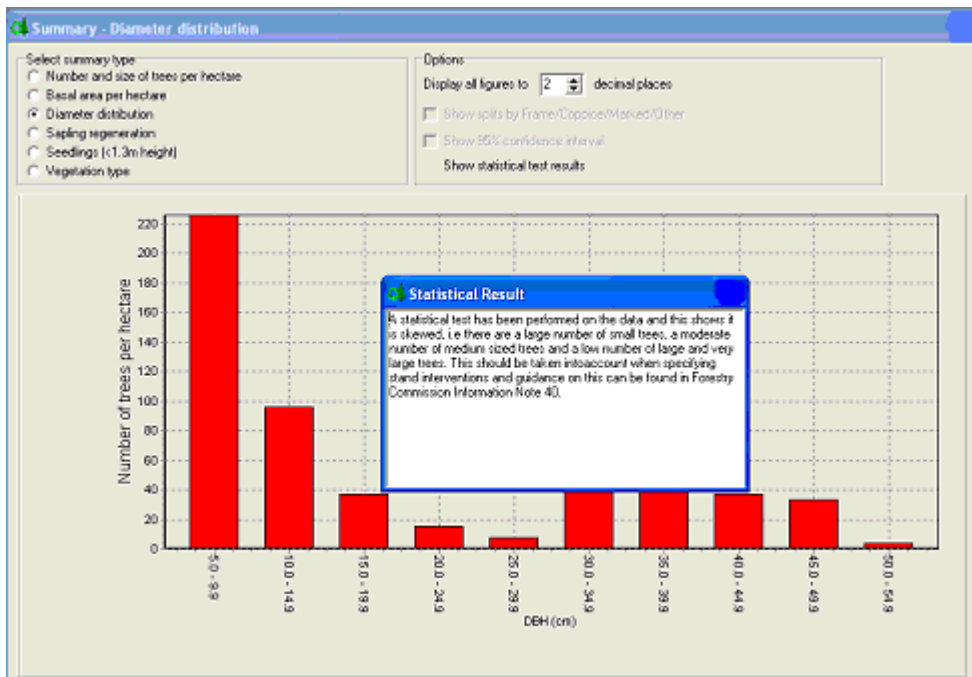 Summary - Diameter distribution
Select summary type
Number and size of trees per hectare
Basal area per hectare
Diameter distribution
Sapling regeneration
Seedlings (<1.3m height)
Vegetation type
Options
Display all figures to 2 decimal places
Show splits by Frame/Coppice/Marked/Other
Show 95% confidence interval
Show statistical test results
Number of trees per hectare
220
200
180
160
140
120
100
80
60
40
20
0
Statistical Result
A statistical test has been performed on the data and this shows it
is skewed, i.e there are a large number of small trees, a moderate
number of medium sized trees and a low number of large and very
large trees. This should be taken intoaccount when specifying
stand interventions and guidance on this can be found in Forestry
Commission Information Note 40.
5.0 - 9.9
10.0 - 14.9
15.0 - 19.9
20.0 - 24.9
25.0 - 29.9
30.0 - 34.9
35.0 - 39.9
40.0 - 44.9
45.0 - 49.9
50.0 - 54.9
DBH (cm)